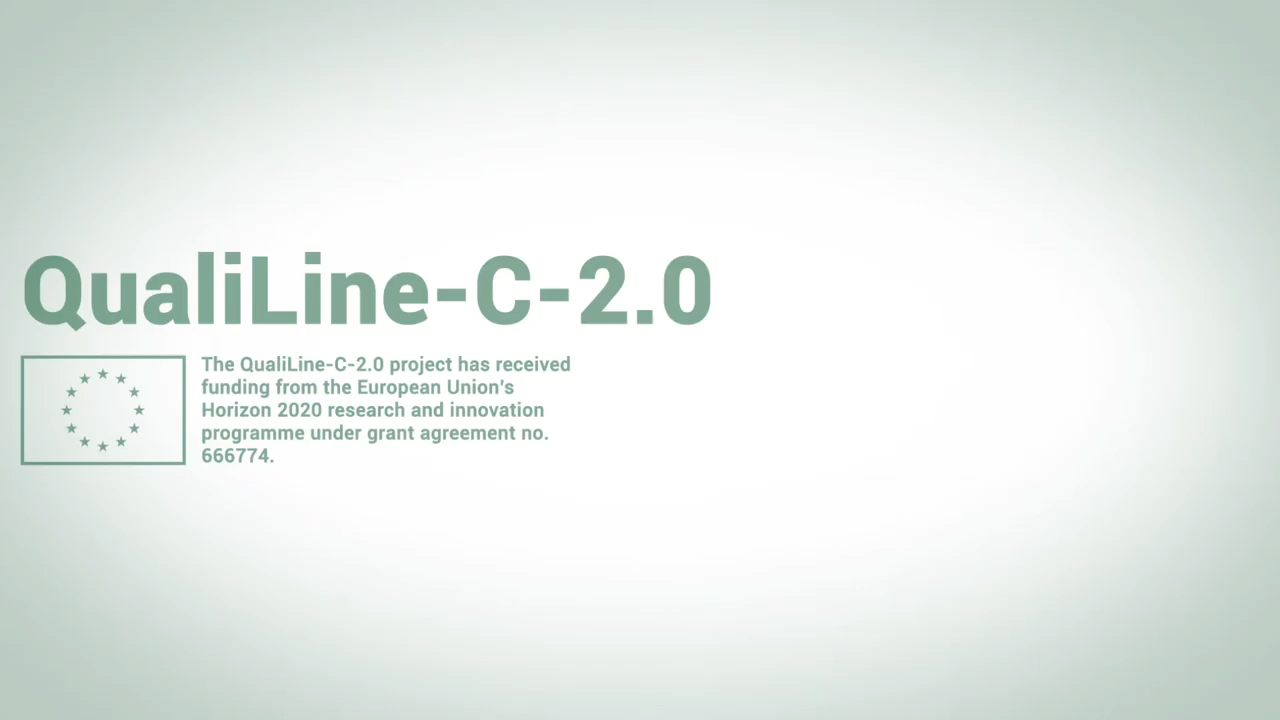 QualiLine-C-2.0
The QualiLine-C-2.0 project has received
funding from the European Union's
Horizon 2020 research and innovation
programme under grant agreement no.
666774.